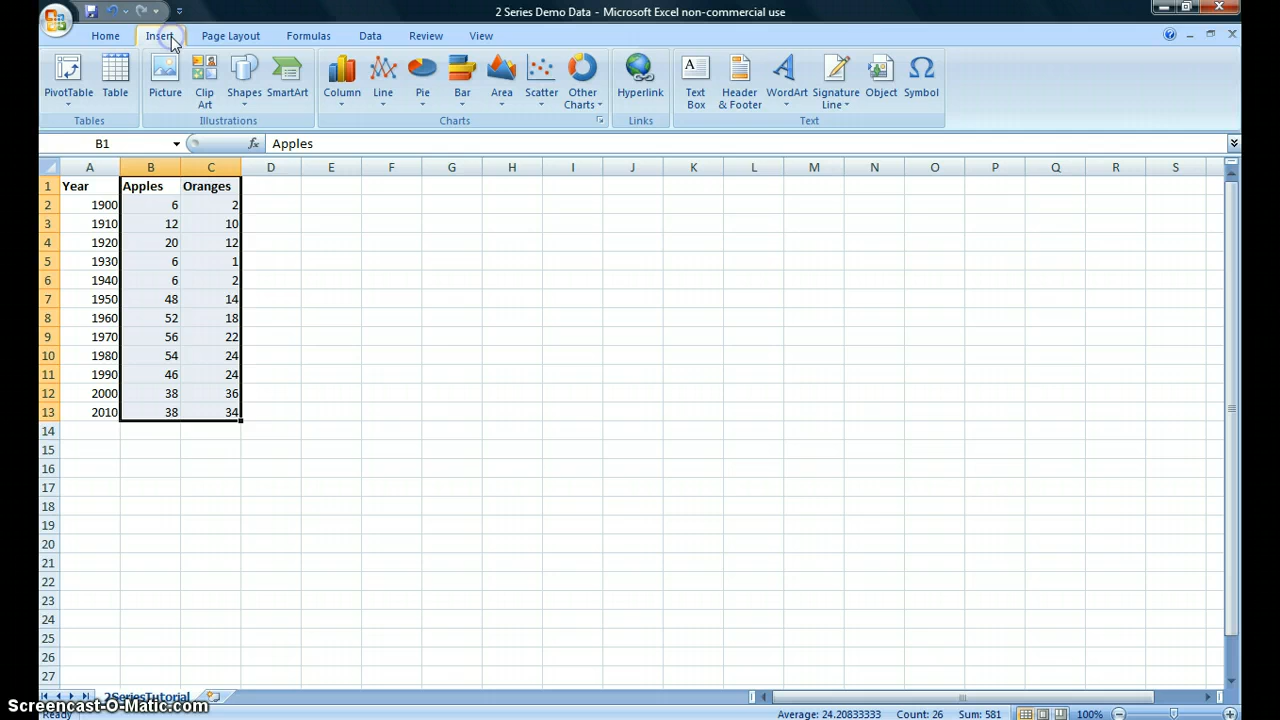 2 Series Demo Data - Microsoft Excel non-commercial use
Home Insert Page Layout Formulas Data Review View
PivotTable Table Picture Clip Art Shapes SmartArt Column Line Pie Bar Area Scatter Other Charts Hyperlink Text Box Header & Footer WordArt Signature Line Object Symbol
Tables Illustrations Charts Links Text
B1 fx Apples
A B C D E F G H I J K L M N O P Q R S
1 Year Apples Oranges
2 1900 6 2
3 1910 12 10
4 1920 20 12
5 1930 6 1
6 1940 6 2
7 1950 48 14
8 1960 52 18
9 1970 56 22
10 1980 54 24
11 1990 46 24
12 2000 38 36
13 2010 38 34
14
15
16
17
18
19
20
21
22
23
24
25
26
27
2SeriesTutorial
Screencast-O-Matic.com
Ready Average: 24.20833333 Count: 26 Sum: 581 100%